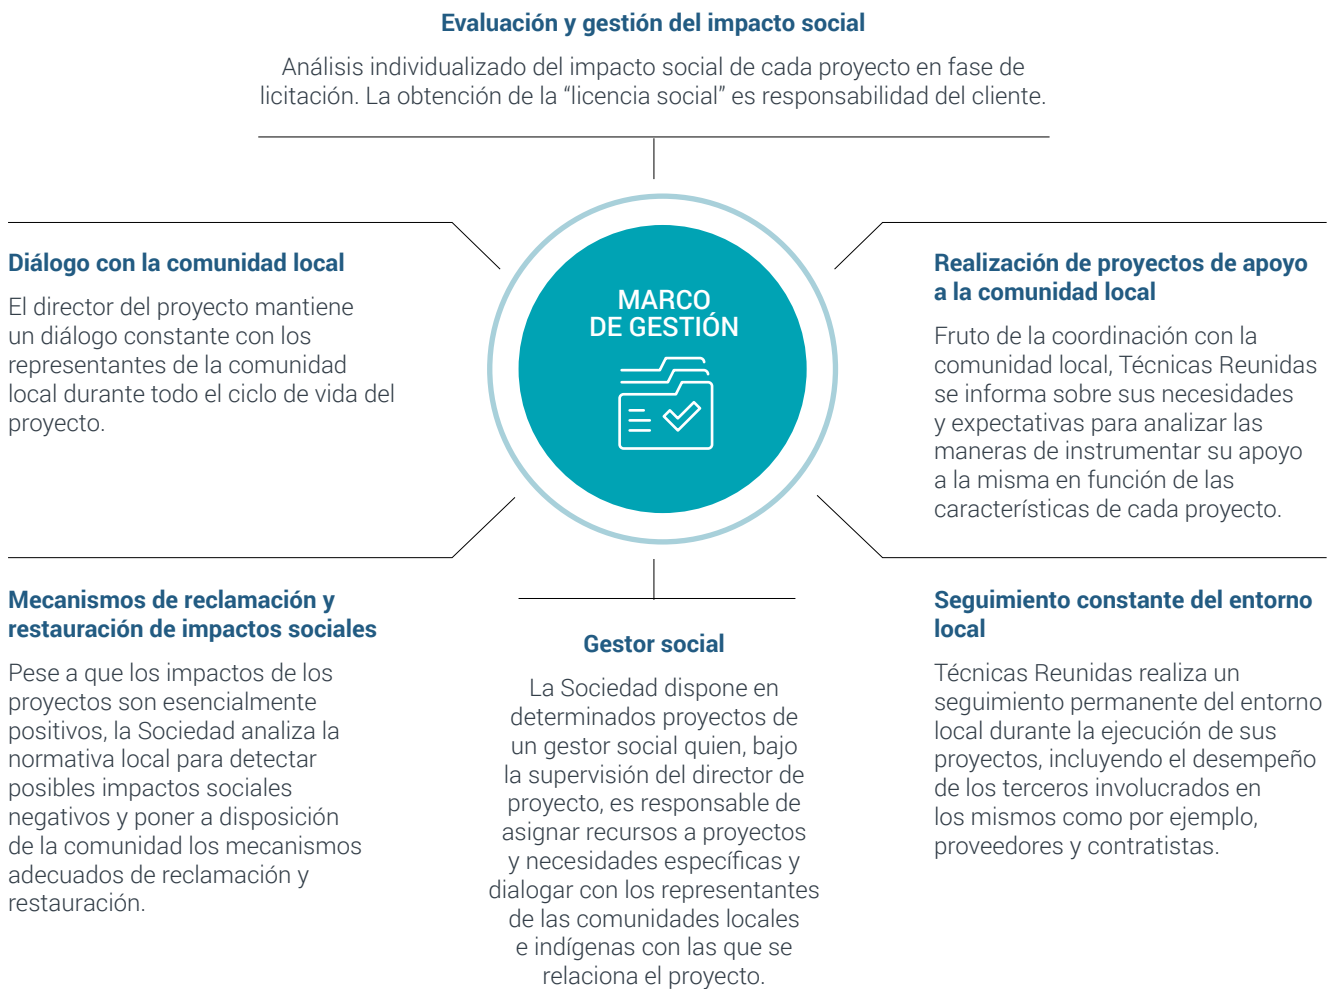 Evaluación y gestión del impacto social
Análisis individualizado del impacto social de cada proyecto en fase de
licitación. La obtención de la “licencia social” es responsabilidad del cliente.
MARCO
DE GESTIÓN
Diálogo con la comunidad local
El director del proyecto mantiene
un diálogo constante con los
representantes de la comunidad
local durante todo el ciclo de vida del
proyecto.
Realización de proyectos de apoyo
a la comunidad local
Fruto de la coordinación con la
comunidad local, Técnicas Reunidas
se informa sobre sus necesidades
y expectativas para analizar las
maneras de instrumentar su apoyo
a la misma en función de las
características de cada proyecto.
Mecanismos de reclamación y
restauración de impactos sociales
Pese a que los impactos de los
proyectos son esencialmente
positivos, la Sociedad analiza la
normativa local para detectar
posibles impactos sociales
negativos y poner a disposición
de la comunidad los mecanismos
adecuados de reclamación y
restauración.
Gestor social
La Sociedad dispone en
determinados proyectos de
un gestor social quien, bajo
la supervisión del director de
proyecto, es responsable de
asignar recursos a proyectos
y necesidades específicas y
dialogar con los representantes
de las comunidades locales
e indígenas con las que se
relaciona el proyecto.
Seguimiento constante del entorno
local
Técnicas Reunidas realiza un
seguimiento permanente del entorno
local durante la ejecución de sus
proyectos, incluyendo el desempeño
de los terceros involucrados en
los mismos como por ejemplo,
proveedores y contratistas.